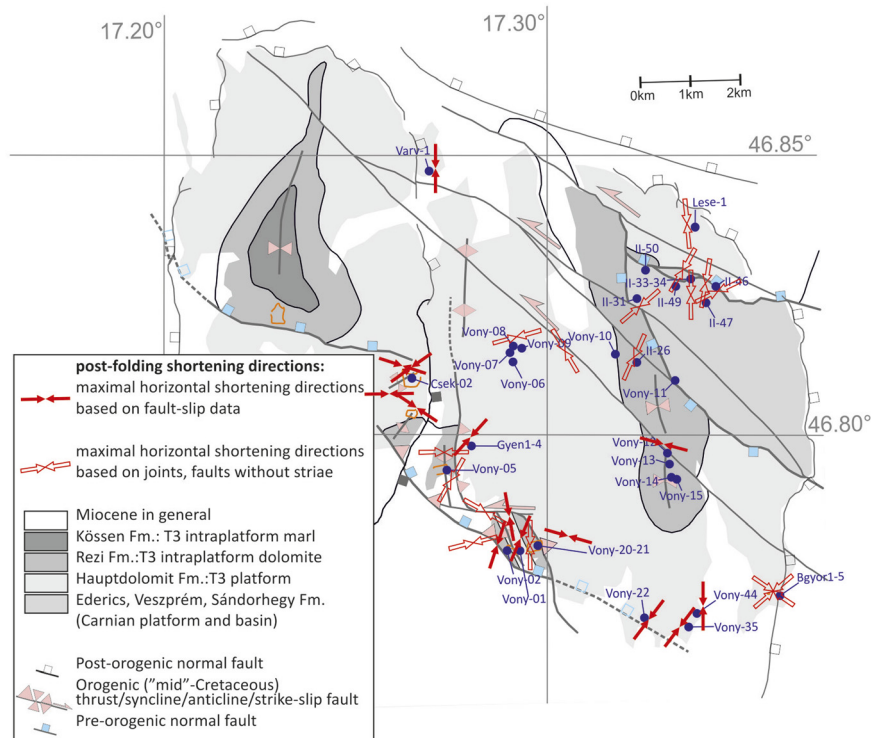 17.20°
17.30°
0km 1km 2km
46.85°
Varv-1
Lese-1
II-50
II-33-34
II-46
II-31
II-49
II-47
Vony-08
Vony-09
Vony-10
II-26
Vony-07
Vony-06
Vony-11
Csek-02
46.80°
Gyen1-4
Vony-12
Vony-13
Vony-05
Vony-14
Vony-15
Vony-20-21
Vony-02
Vony-01
Bgyor1-5
Vony-22
Vony-44
Vony-35
post-folding shortening directions:
maximal horizontal shortening directions
based on fault-slip data
maximal horizontal shortening directions
based on joints, faults without striae
Miocene in general
Kössen Fm.: T3 intraplatform marl
Rezi Fm.:T3 intraplatform dolomite
Hauptdolomit Fm.:T3 platform
Ederics, Veszprém, Sándorhegy Fm.
(Carnian platform and basin)
Post-orogenic normal fault
Orogenic ("mid"-Cretaceous)
thrust/syncline/anticline/strike-slip fault
Pre-orogenic normal fault